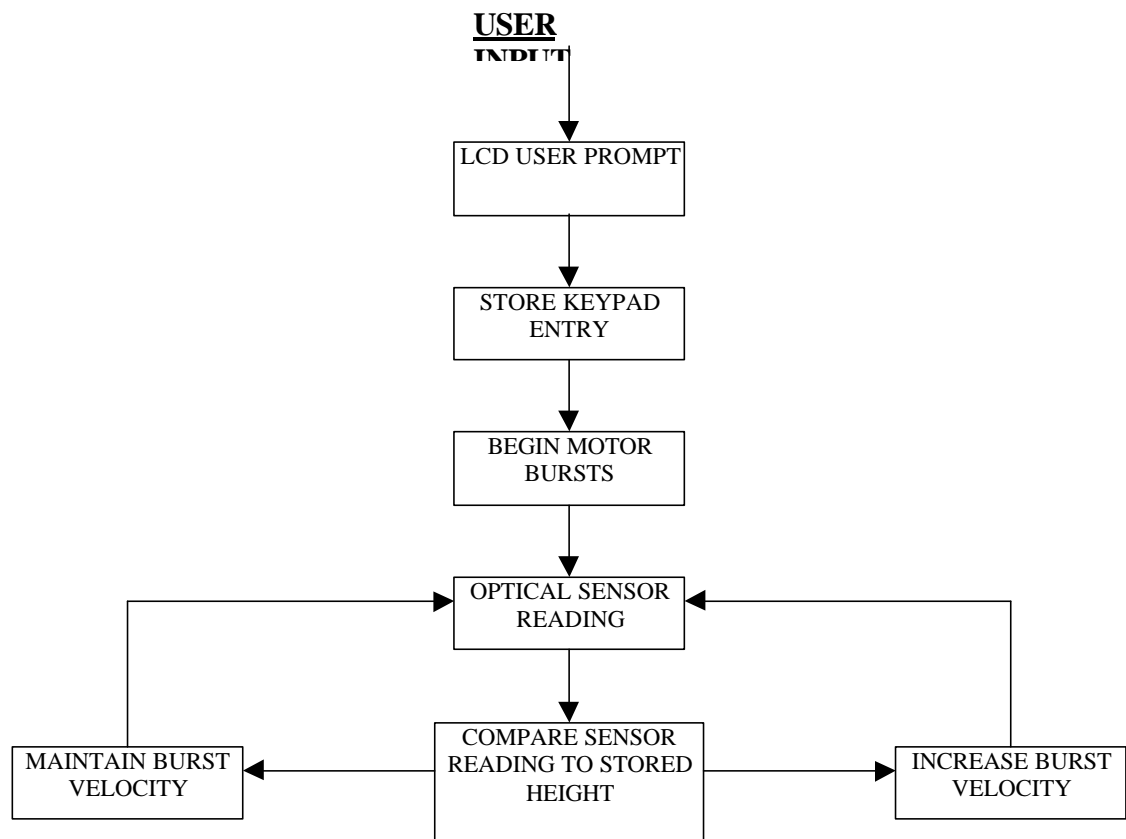 USER
INPUT
LCD USER PROMPT
STORE KEYPAD
ENTRY
BEGIN MOTOR
BURSTS
OPTICAL SENSOR
READING
COMPARE SENSOR
READING TO STORED
HEIGHT
MAINTAIN BURST
VELOCITY
INCREASE BURST
VELOCITY